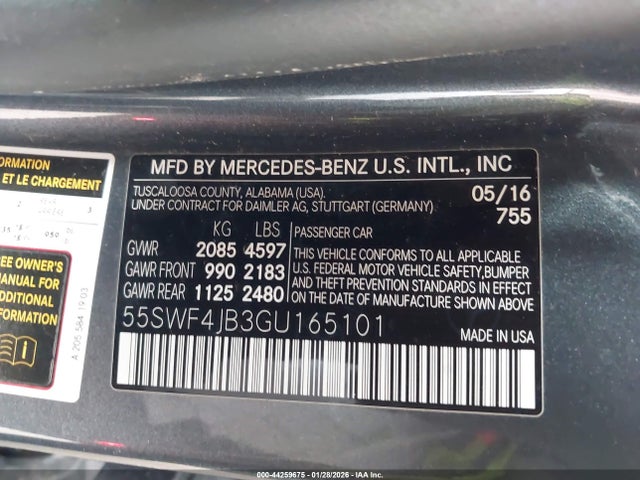 FORMATION
ET LE CHARGEMENT
EE OWNER'S
MANUAL FOR
DDITIONAL
A 205 584 19 03
MFD BY MERCEDES-BENZ U.S. INTL., INC
TUSCALOOSA COUNTY, ALABAMA (USA). 05/16
UNDER CONTRACT FOR DAIMLER AG, STUTTGART (GERMANY) 755
KG LBS PASSENGER CAR
GVWR 2085 4597
GAWR FRONT 990 2183
GAWR REAR 1125 2480
THIS VEHICLE CONFORMS TO ALL APPLICABLE
U.S. FEDERAL MOTOR VEHICLE SAFETY,BUMPER
AND THEFT PREVENTION STANDARDS IN EFFECT
ON THE DATE OF MANUFACTURE SHOWN ABOVE.
55SWF4JB3GU165101
MADE IN USA
000-44259675 - 01/28/2026 - IAA Inc.